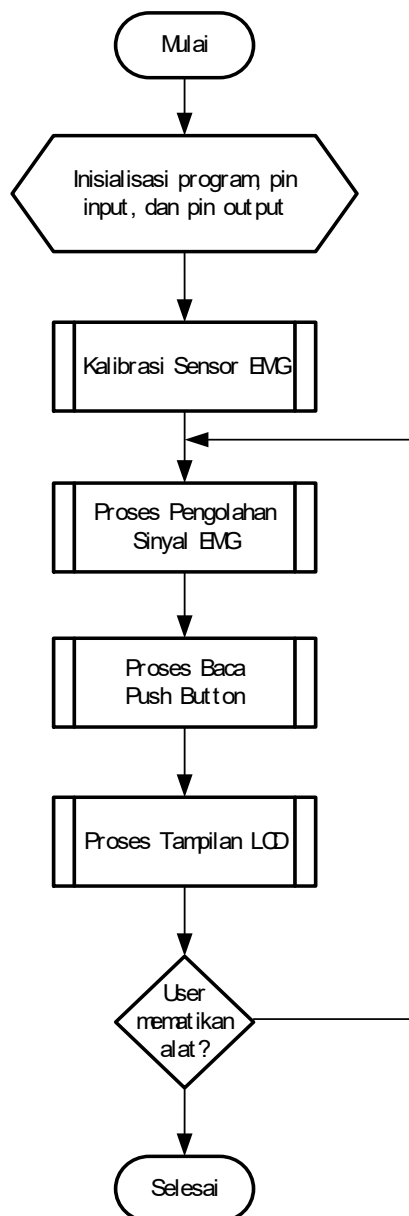 Mulai
Inisialisasi program, pin
input, dan pin output
Kalibrasi Sensor EMG
Proses Pengolahan
Sinyal EMG
Proses Baca
Push Button
Proses Tampilan LCD
User
mematikan
alat?
Selesai